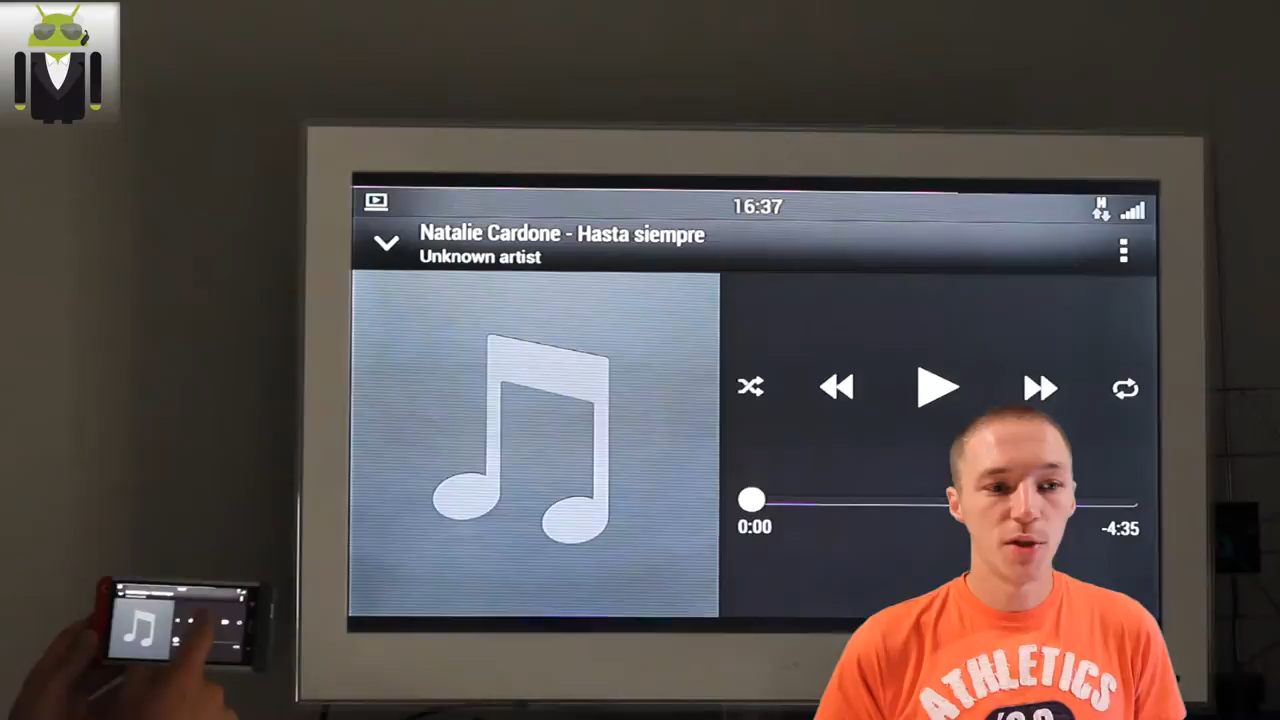 16:37
H
Natalie Cardone - Hasta siempre
Unknown artist
0:00
-4:35
ATHLETICS